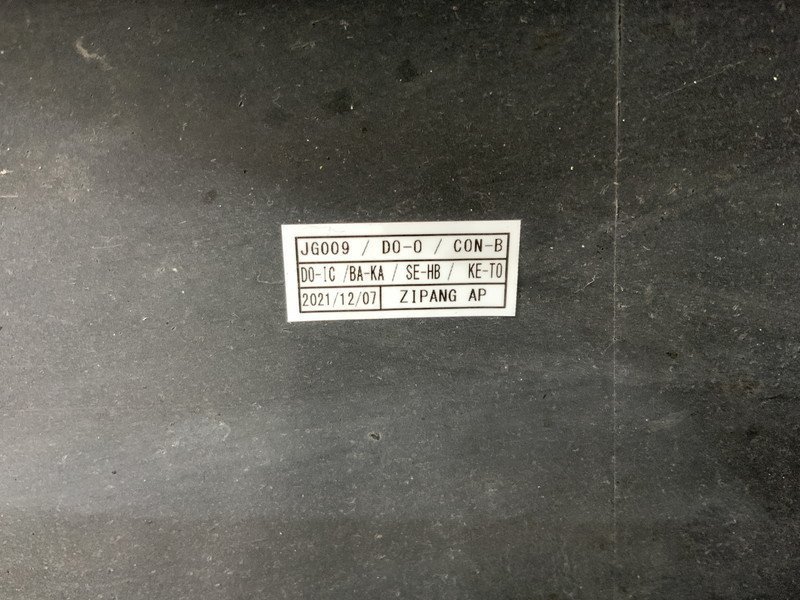 JG009 / DO-O / CON-B
DO-IC /BA-KA / SE-HB / KE-TO
2021/12/07 ZIPANG AP